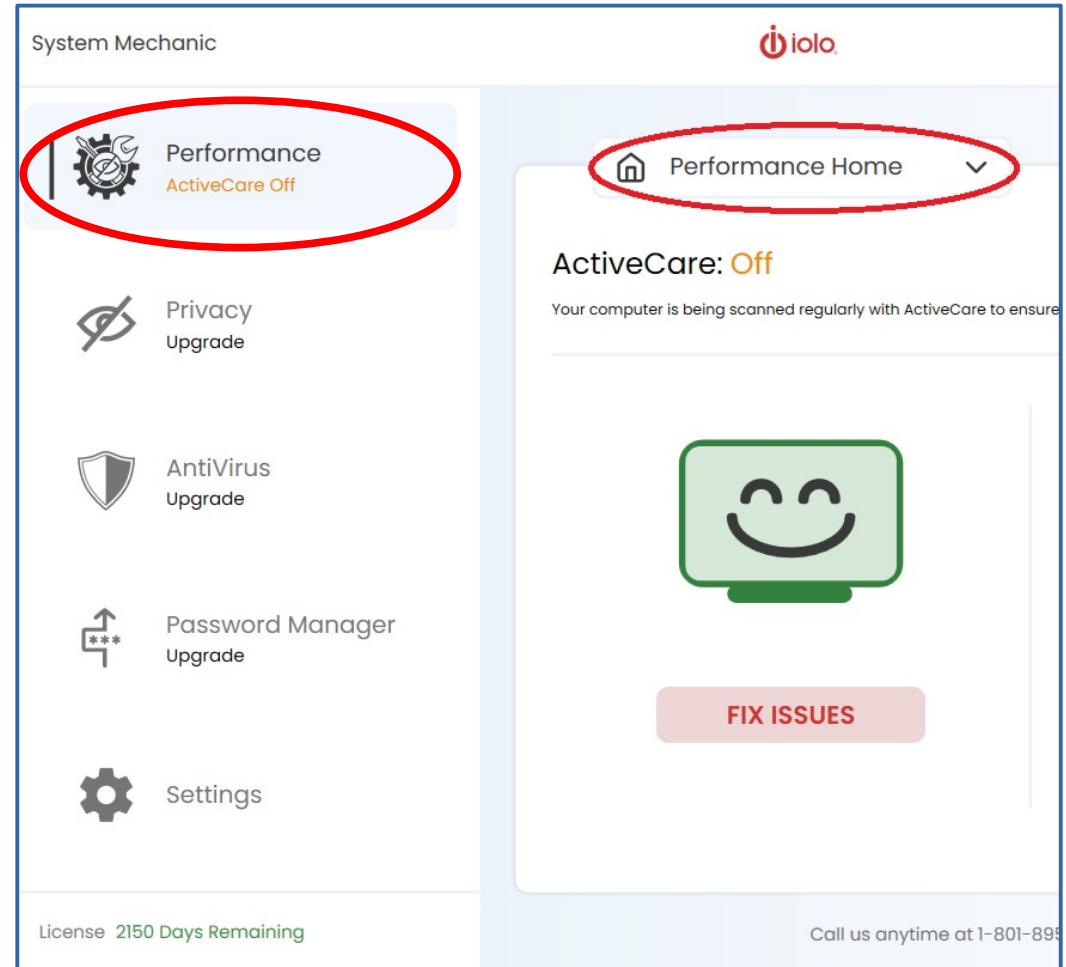 System Mechanic
iolo
Performance
ActiveCare Off
Performance Home
ActiveCare: Off
Your computer is being scanned regularly with ActiveCare to ensure
Privacy
Upgrade
AntiVirus
Upgrade
***
Password Manager
Upgrade
FIX ISSUES
Settings
License 2150 Days Remaining
Call us anytime at 1-801-895